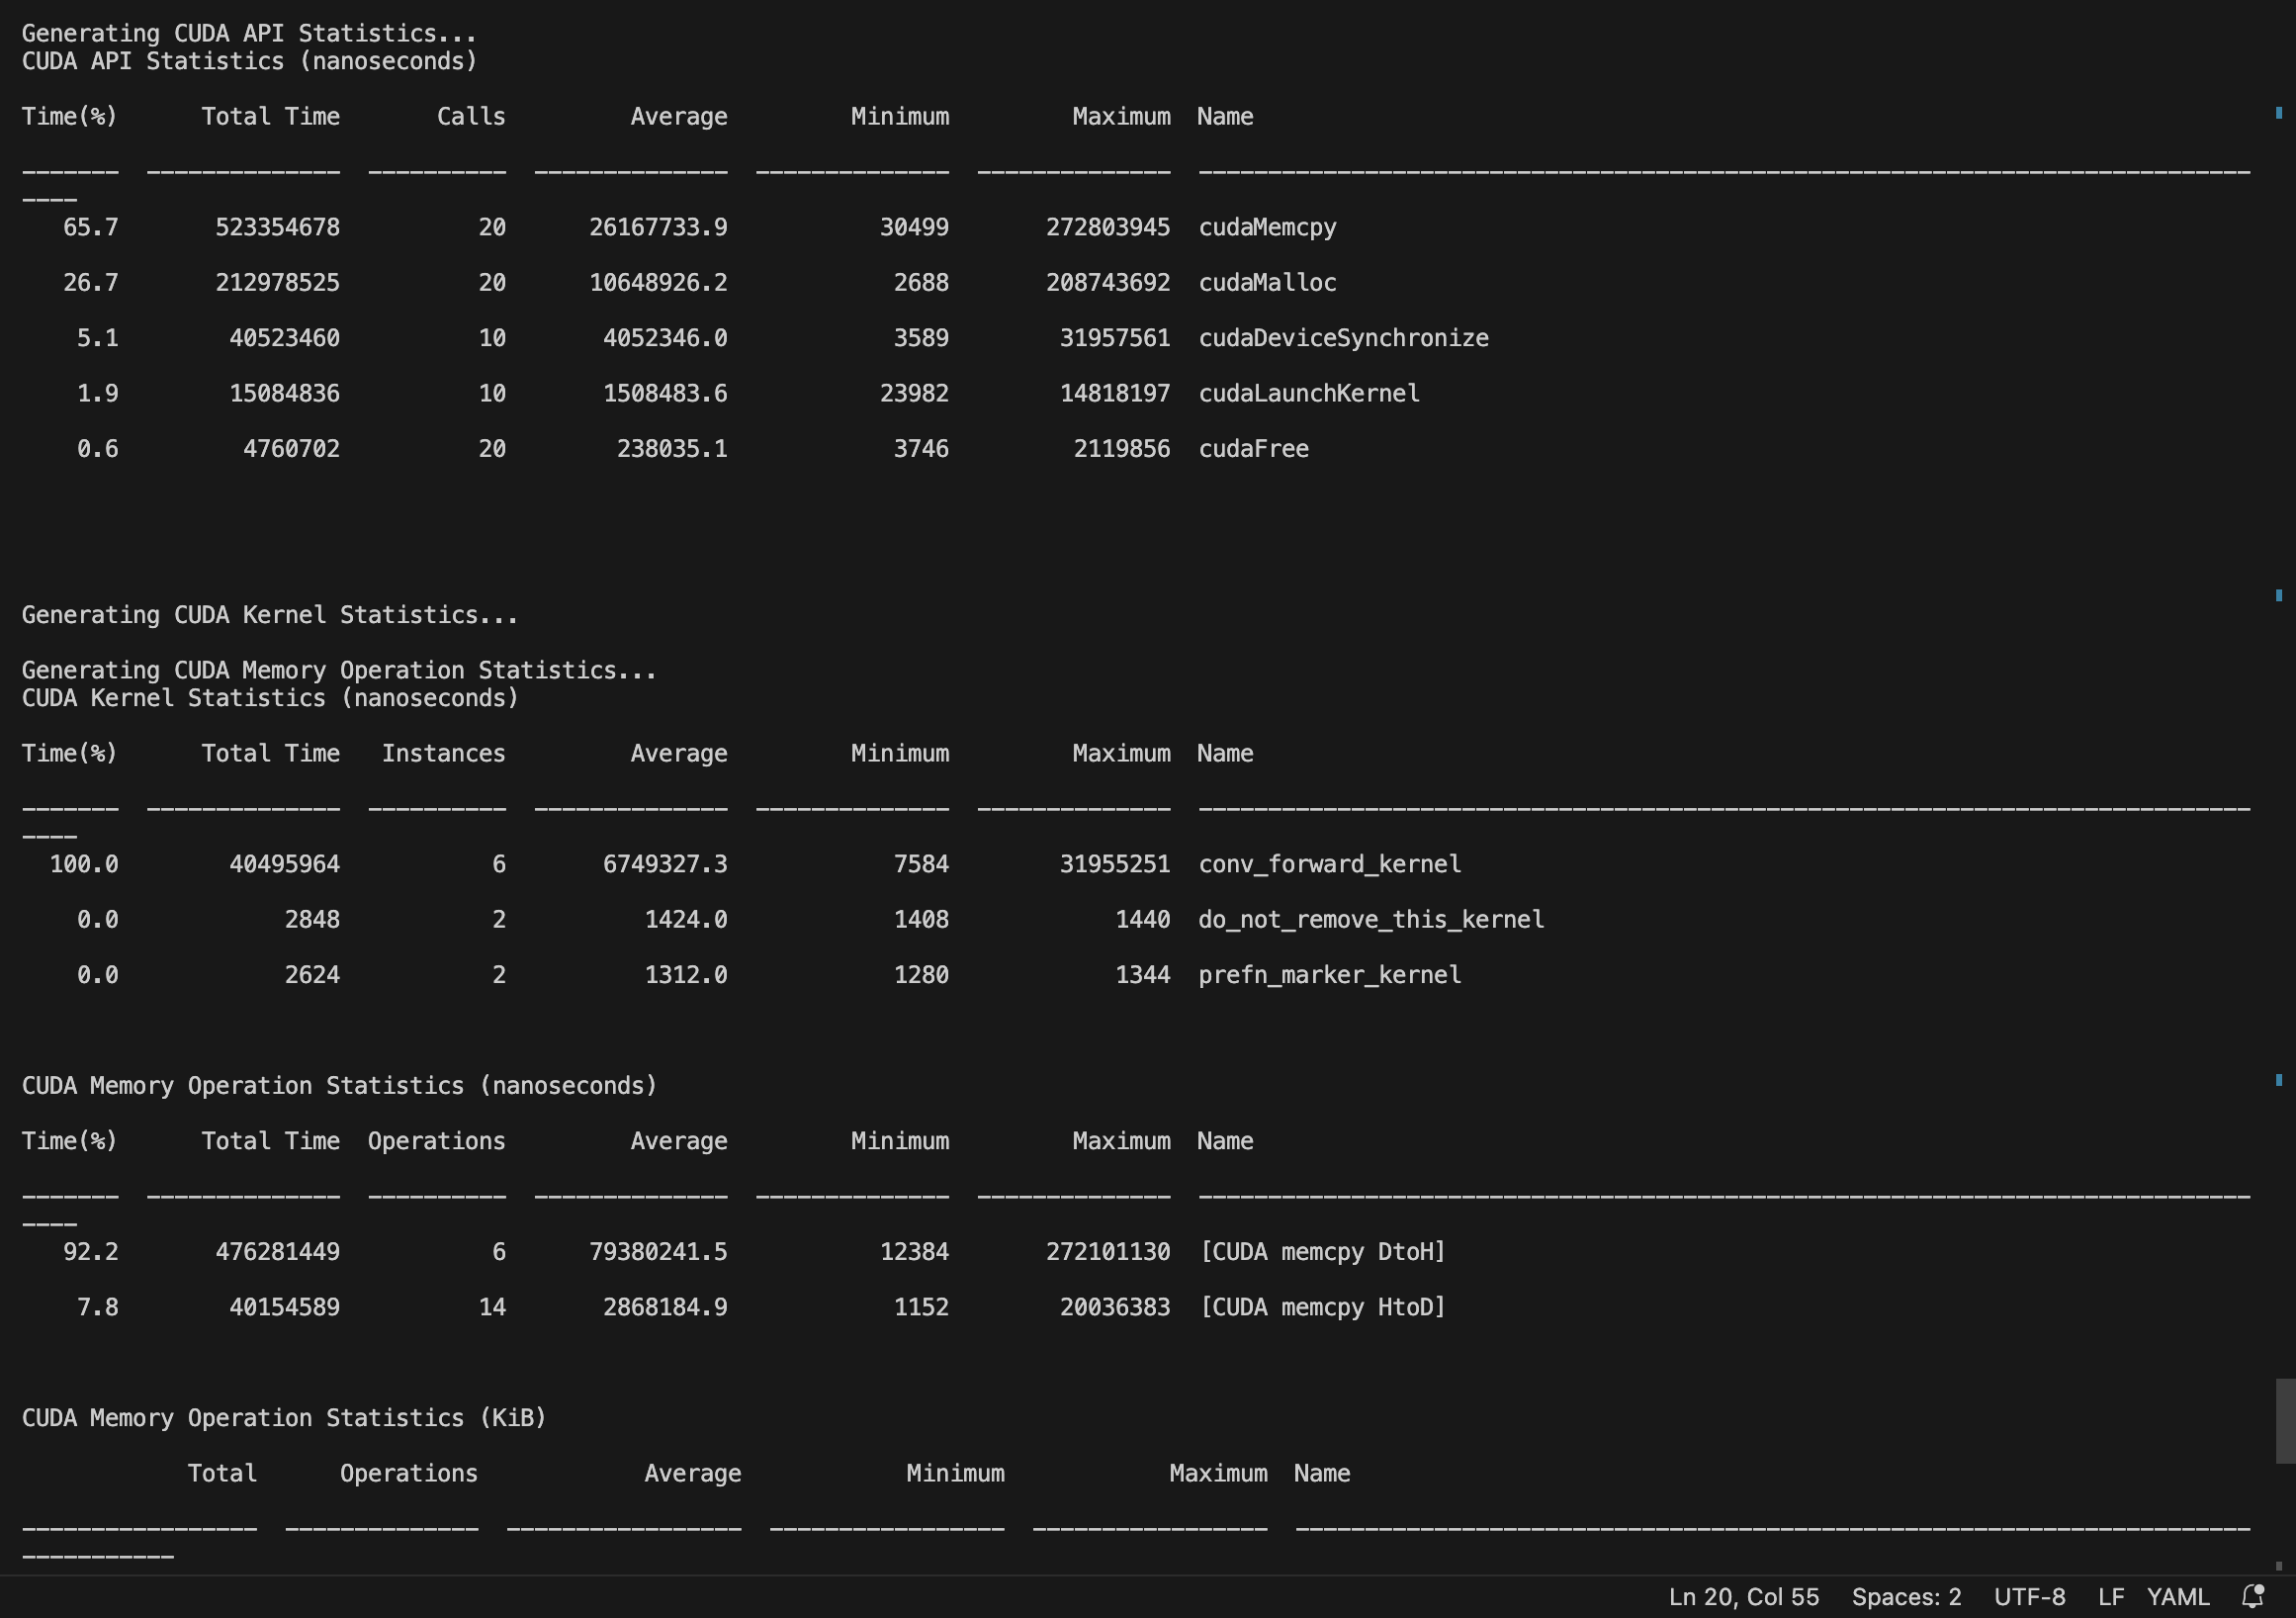 Generating CUDA API Statistics...
CUDA API Statistics (nanoseconds)
Time(%)      Total Time       Calls         Average         Minimum         Maximum  Name
-------  --------------  ----------  --------------  --------------  --------------  ----------------------------------------------------------------------------
----
65.7       523354678          20      26167733.9           30499       272803945  cudaMemcpy
26.7       212978525          20      10648926.2            2688       208743692  cudaMalloc
5.1        40523460          10       4052346.0            3589        31957561  cudaDeviceSynchronize
1.9        15084836          10       1508483.6           23982        14818197  cudaLaunchKernel
0.6         4760702          20        238035.1            3746         2119856  cudaFree
Generating CUDA Kernel Statistics...
Generating CUDA Memory Operation Statistics...
CUDA Kernel Statistics (nanoseconds)
Time(%)      Total Time   Instances         Average         Minimum         Maximum  Name
-------  --------------  ----------  --------------  --------------  --------------  ----------------------------------------------------------------------------
----
100.0        40495964           6       6749327.3            7584        31955251  conv_forward_kernel
0.0            2848           2          1424.0            1408            1440  do_not_remove_this_kernel
0.0            2624           2          1312.0            1280            1344  prefn_marker_kernel
CUDA Memory Operation Statistics (nanoseconds)
Time(%)      Total Time  Operations         Average         Minimum         Maximum  Name
-------  --------------  ----------  --------------  --------------  --------------  ----------------------------------------------------------------------------
----
92.2       476281449           6      79380241.5           12384       272101130  [CUDA memcpy DtoH]
7.8        40154589          14       2868184.9            1152        20036383  [CUDA memcpy HtoD]
CUDA Memory Operation Statistics (KiB)
Total      Operations            Average            Minimum            Maximum  Name
-----------------  --------------  -----------------  -----------------  -----------------  ---------------------------------------------------------------------
-----------
Ln 20, Col 55  Spaces: 2  UTF-8  LF  YAML